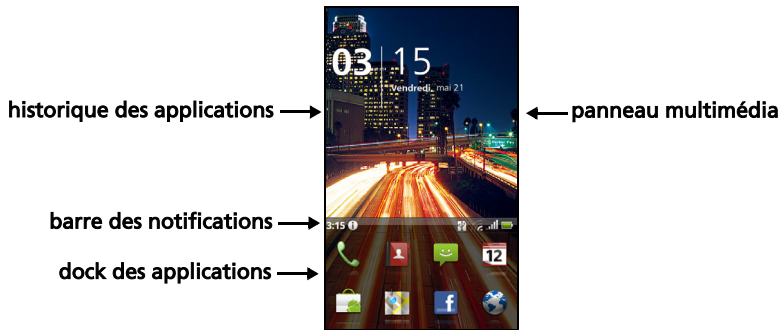 03 15
Vendredi, mai 21
historique des applications
panneau multimédia
barre des notifications
3:15
12
dock des applications
f